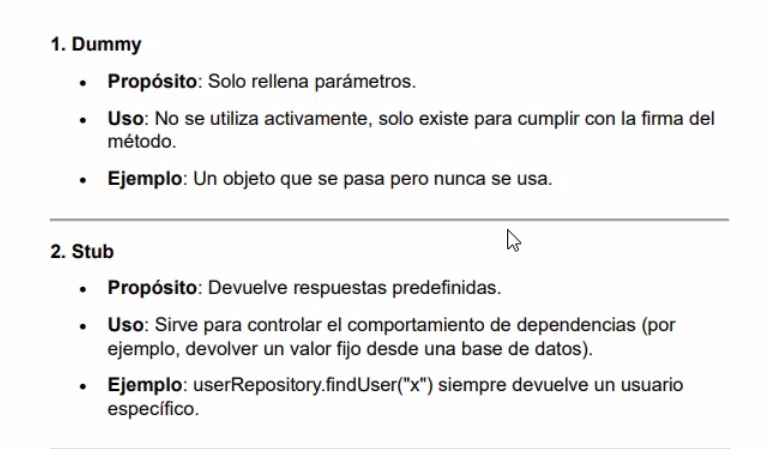 1. Dummy
• Propósito: Solo rellena parámetros.
• Uso: No se utiliza activamente, solo existe para cumplir con la firma del
método.
• Ejemplo: Un objeto que se pasa pero nunca se usa.
2. Stub
• Propósito: Devuelve respuestas predefinidas.
• Uso: Sirve para controlar el comportamiento de dependencias (por
ejemplo, devolver un valor fijo desde una base de datos).
• Ejemplo: userRepository.findUser("x") siempre devuelve un usuario
específico.